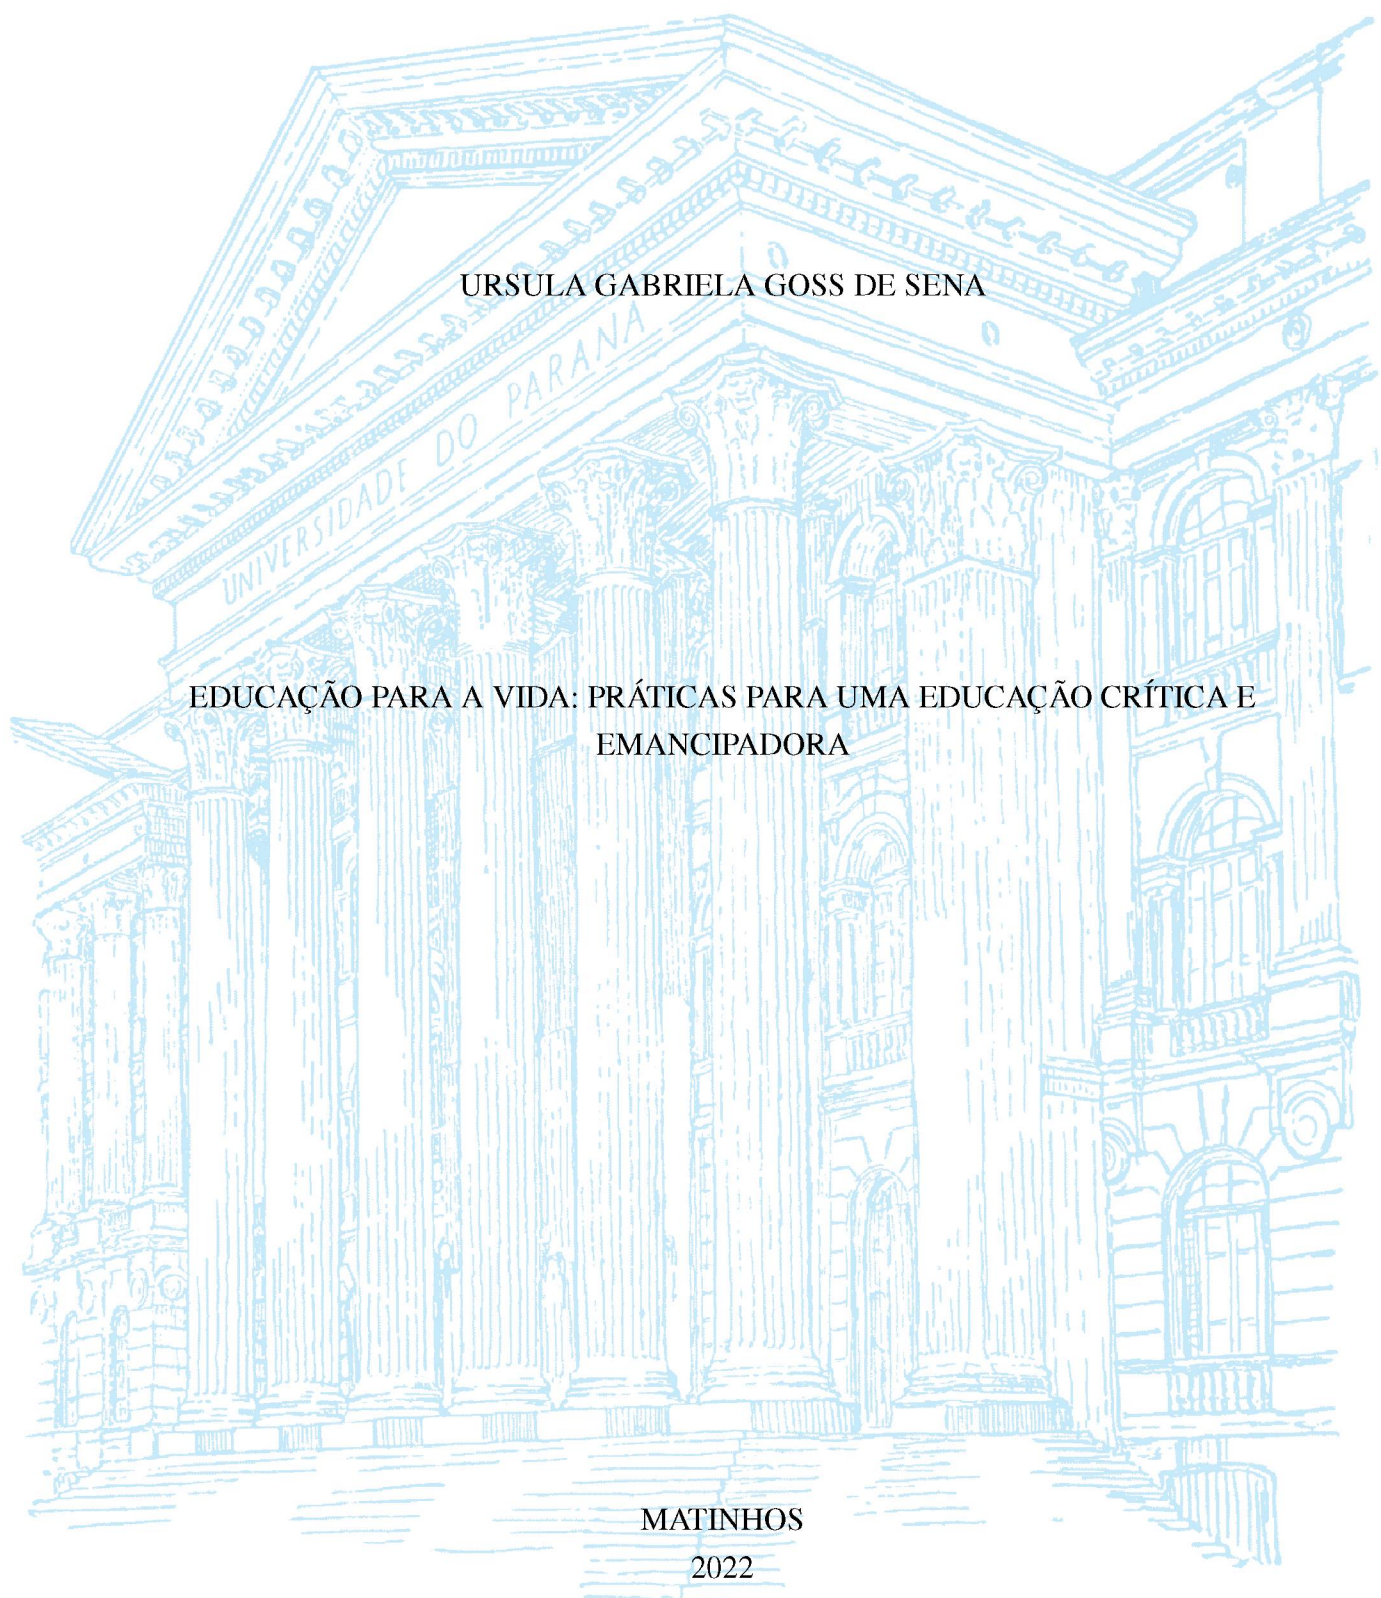 URSULA GABRIELA GOSS DE SENA
UNIVERSIDADE DO PARANÁ
EDUCAÇÃO PARA A VIDA: PRÁTICAS PARA UMA EDUCAÇÃO CRÍTICA E
EMANCIPADORA
MATINHOS
2022